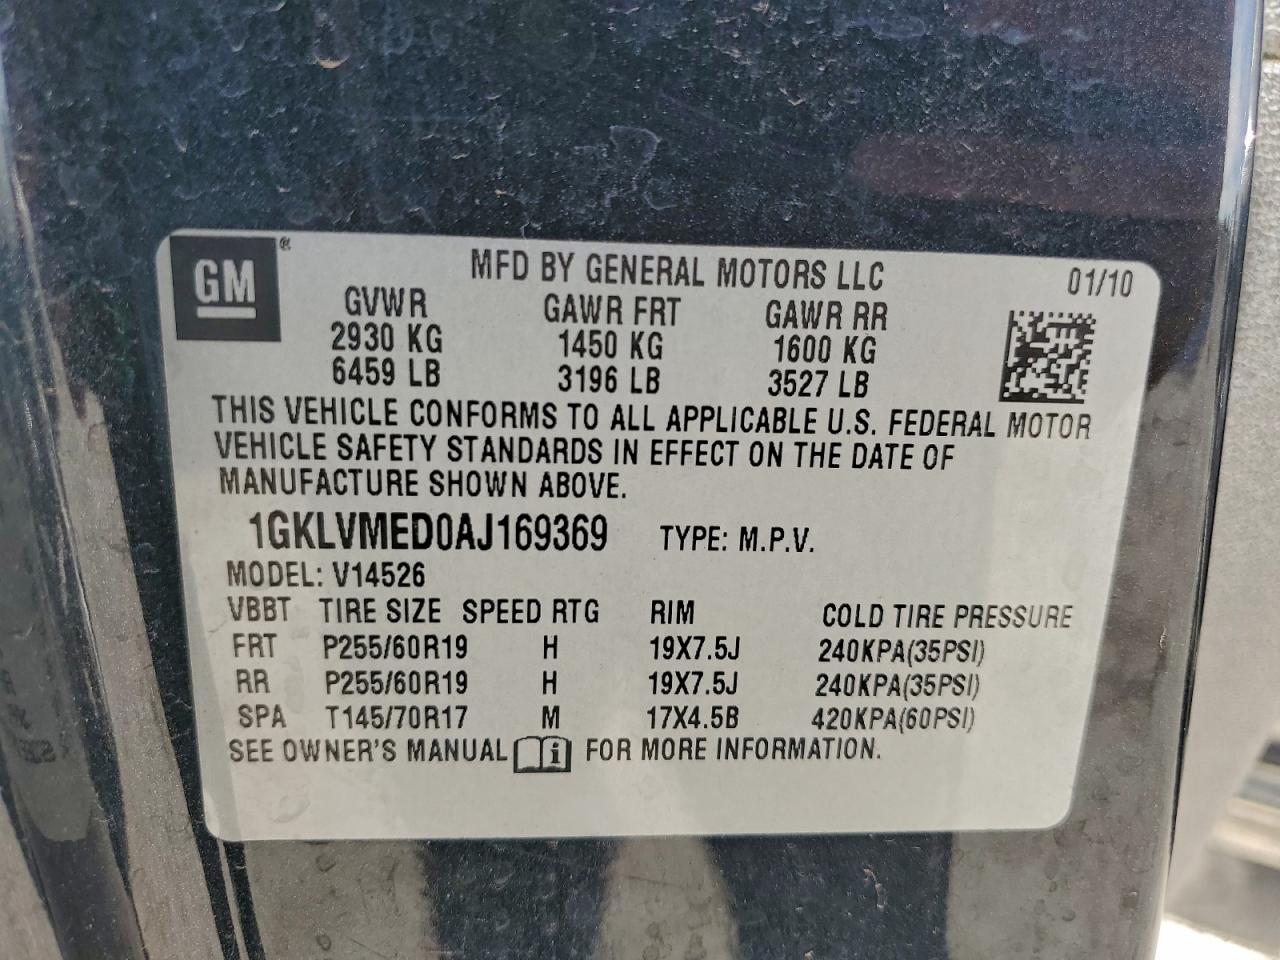 GM ®
MFD BY GENERAL MOTORS LLC 01/10
GVWR GAWR FRT GAWR RR
2930 KG 1450 KG 1600 KG
6459 LB 3196 LB 3527 LB
THIS VEHICLE CONFORMS TO ALL APPLICABLE U.S. FEDERAL MOTOR
VEHICLE SAFETY STANDARDS IN EFFECT ON THE DATE OF
MANUFACTURE SHOWN ABOVE.
1GKLVMED0AJ169369 TYPE: M.P.V.
MODEL: V14526
VBBT TIRE SIZE SPEED RTG RIM COLD TIRE PRESSURE
FRT P255/60R19 H 19X7.5J 240KPA(35PSI)
RR P255/60R19 H 19X7.5J 240KPA(35PSI)
SPA T145/70R17 M 17X4.5B 420KPA(60PSI)
SEE OWNER'S MANUAL i FOR MORE INFORMATION.